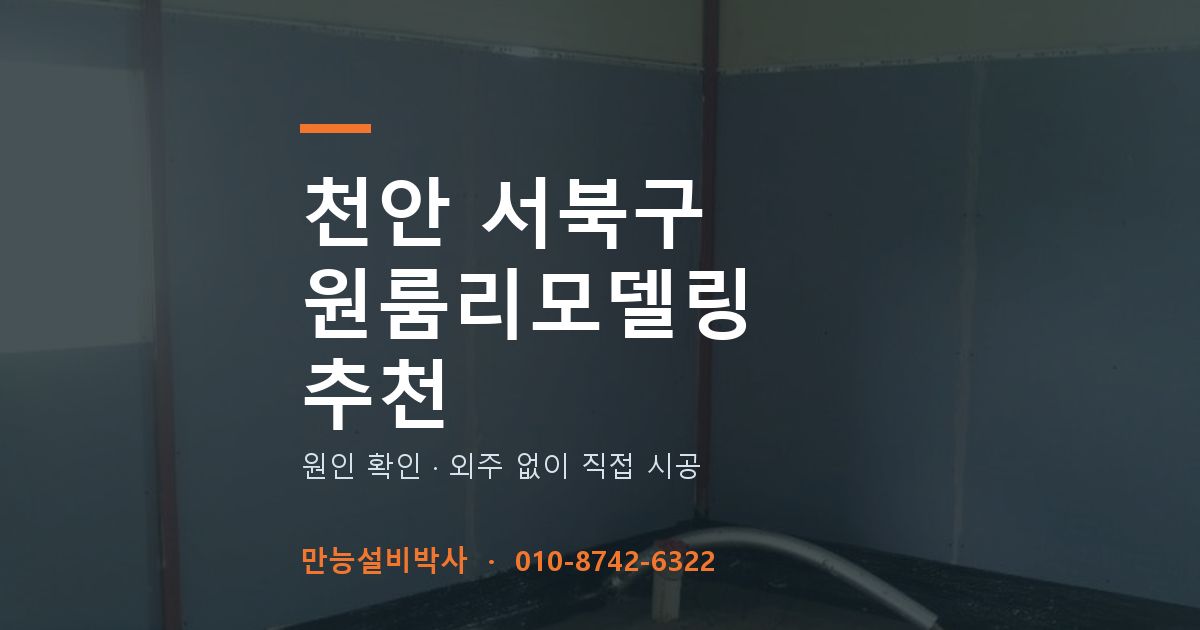 천안 서북구
원룸리모델링
추천
원인 확인 · 외주 없이 직접 시공
만능설비박사 · 010-8742-6322